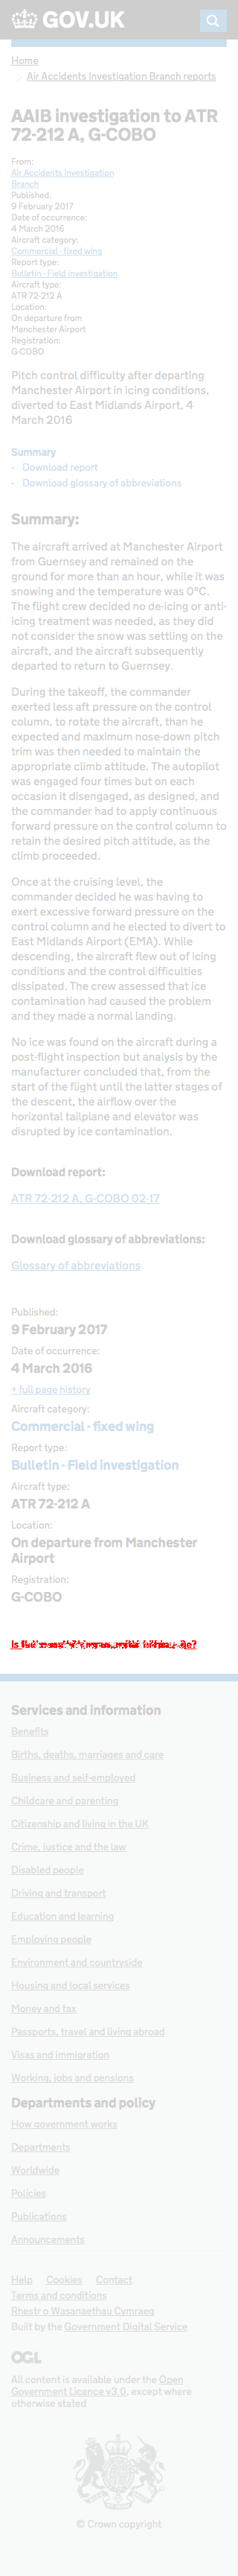 GOV.UK
Home
Air Accidents Investigation Branch reports
AAIB investigation to ATR
72-212 A, G-COBO
From:
Air Accidents Investigation
Branch
Published:
9 February 2017
Date of occurrence:
4 March 2016
Aircraft category:
Commercial - fixed wing
Report type:
Bulletin - Field investigation
Aircraft type:
ATR 72-212 A
Location:
On departure from
Manchester Airport
Registration:
G-COBO
Pitch control difficulty after departing
Manchester Airport in icing conditions,
diverted to East Midlands Airport, 4
March 2016
Summary
- Download report
- Download glossary of abbreviations
Summary:
The aircraft arrived at Manchester Airport
from Guernsey and remained on the
ground for more than an hour, while it was
snowing and the temperature was 0°C.
The flight crew decided no de-icing or anti-
icing treatment was needed, as they did
not consider the snow was settling on the
aircraft, and the aircraft subsequently
departed to return to Guernsey.
During the takeoff, the commander
exerted less aft pressure on the control
column, to rotate the aircraft, than he
expected and maximum nose-down pitch
trim was then needed to maintain the
appropriate climb attitude. The autopilot
was engaged four times but on each
occasion it disengaged, as designed, and
the commander had to apply continuous
forward pressure on the control column to
retain the desired pitch attitude, as the
climb proceeded.
Once at the cruising level, the
commander decided he was having to
exert excessive forward pressure on the
control column and he elected to divert to
East Midlands Airport (EMA). While
descending, the aircraft flew out of icing
conditions and the control difficulties
dissipated. The crew assessed that ice
contamination had caused the problem
and they made a normal landing.
No ice was found on the aircraft during a
post-flight inspection but analysis by the
manufacturer concluded that, from the
start of the flight until the latter stages of
the descent, the airflow over the
horizontal tailplane and elevator was
disrupted by ice contamination.
Download report:
ATR 72-212 A, G-COBO 02-17
Download glossary of abbreviations:
Glossary of abbreviations
Published:
9 February 2017
Date of occurrence:
4 March 2016
+ full page history
Aircraft category:
Commercial - fixed wing
Report type:
Bulletin - Field investigation
Aircraft type:
ATR 72-212 A
Location:
On departure from Manchester
Airport
Registration:
G-COBO
Services and information
Benefits
Births, deaths, marriages and care
Business and self-employed
Childcare and parenting
Citizenship and living in the UK
Crime, justice and the law
Disabled people
Driving and transport
Education and learning
Employing people
Environment and countryside
Housing and local services
Money and tax
Passports, travel and living abroad
Visas and immigration
Working, jobs and pensions
Departments and policy
How government works
Departments
Worldwide
Policies
Publications
Announcements
Help Cookies Contact
Terms and conditions
Rhestr o Wasanaethau Cymraeg
Built by the Government Digital Service
OGL
All content is available under the Open
Government Licence v3.0, except where
otherwise stated
© Crown copyright